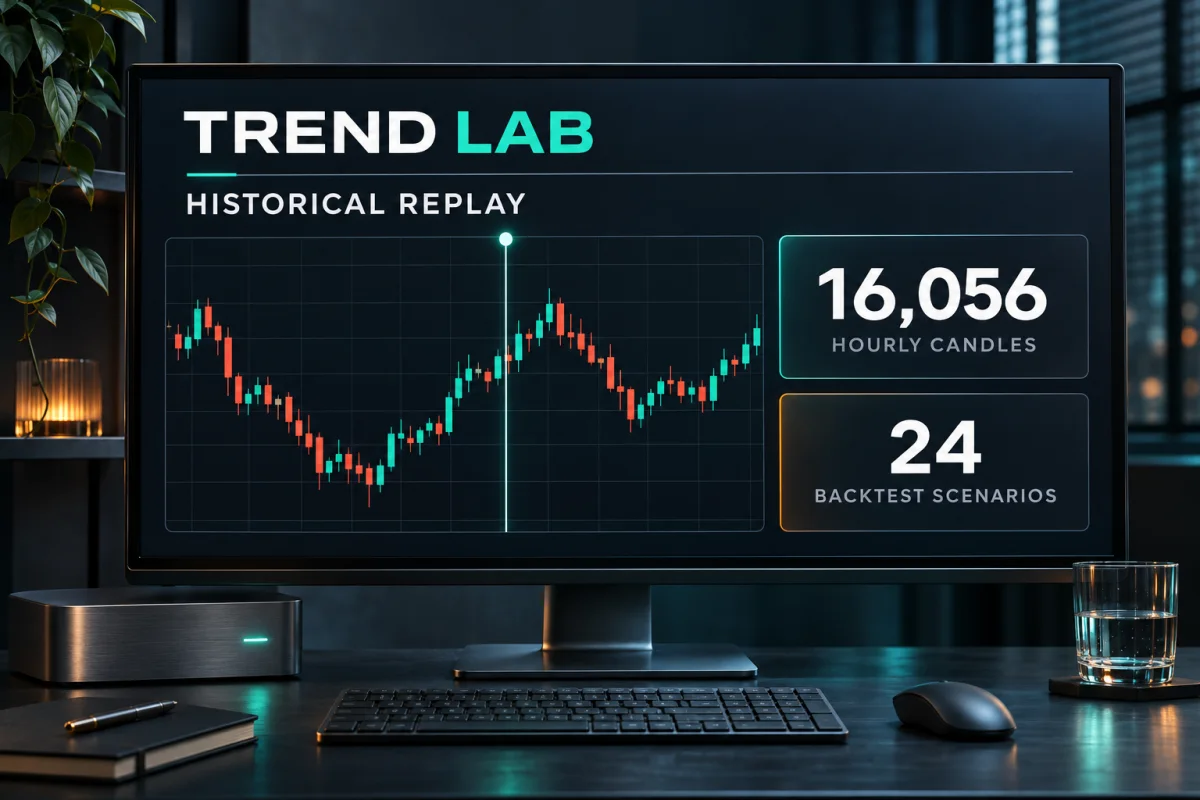 TREND LAB
HISTORICAL REPLAY
16,056
HOURLY CANDLES
24
BACKTEST SCENARIOS